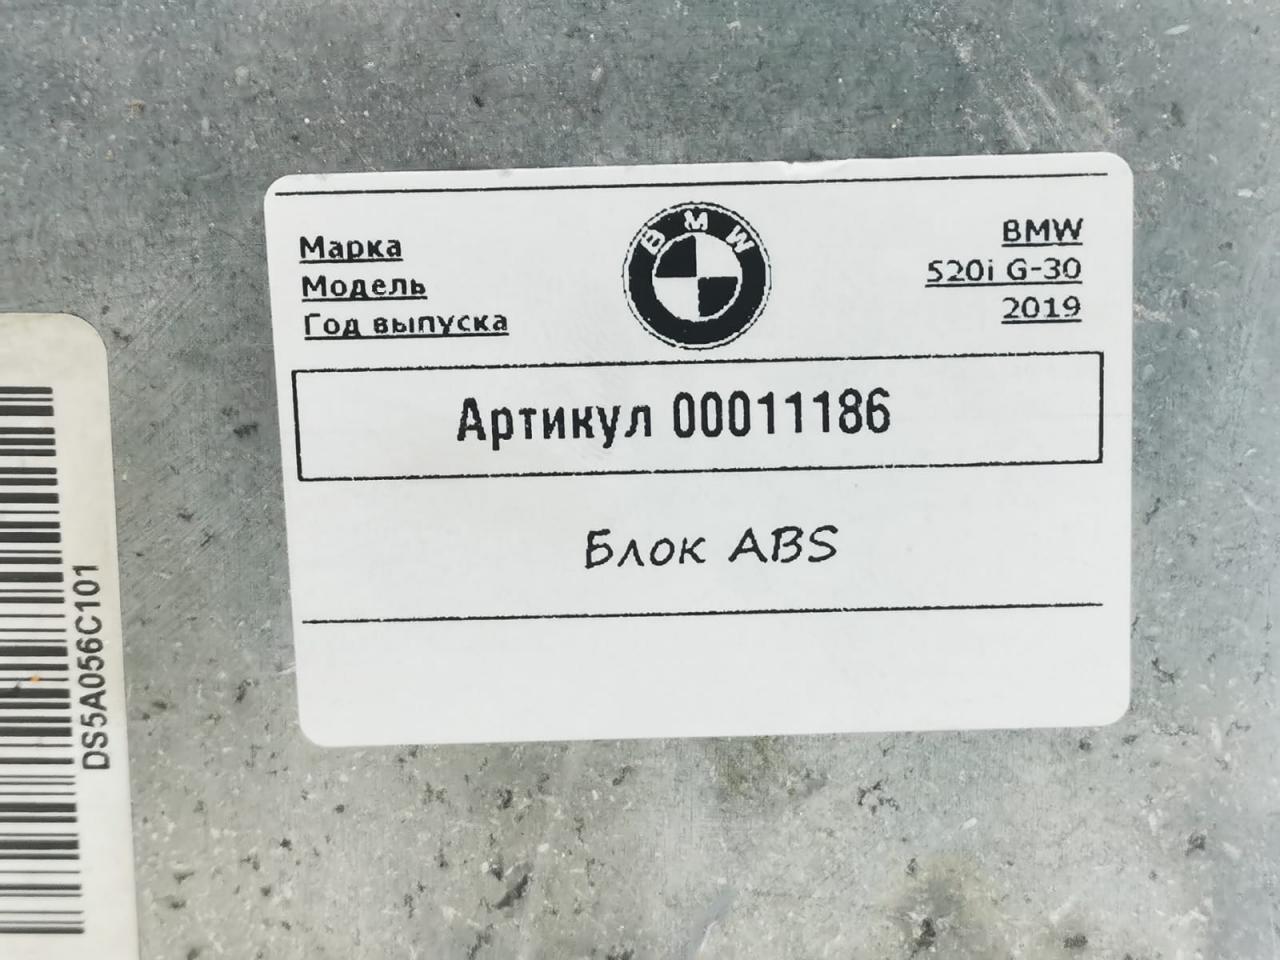 Марка BMW
Модель 520i G-30
Год выпуска 2019
BMW
Артикул 00011186
Блок ABS
DS5A056C101